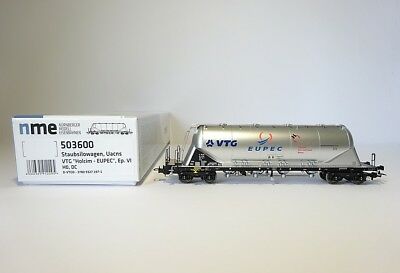 nme
NÜRNBERGER
MODELL
EISENBAHNEN
503600
Staubsilowagen, Uacns
VTG "Holcim - EUPEC", Ep. VI
H0, DC
VTG
EUPEC